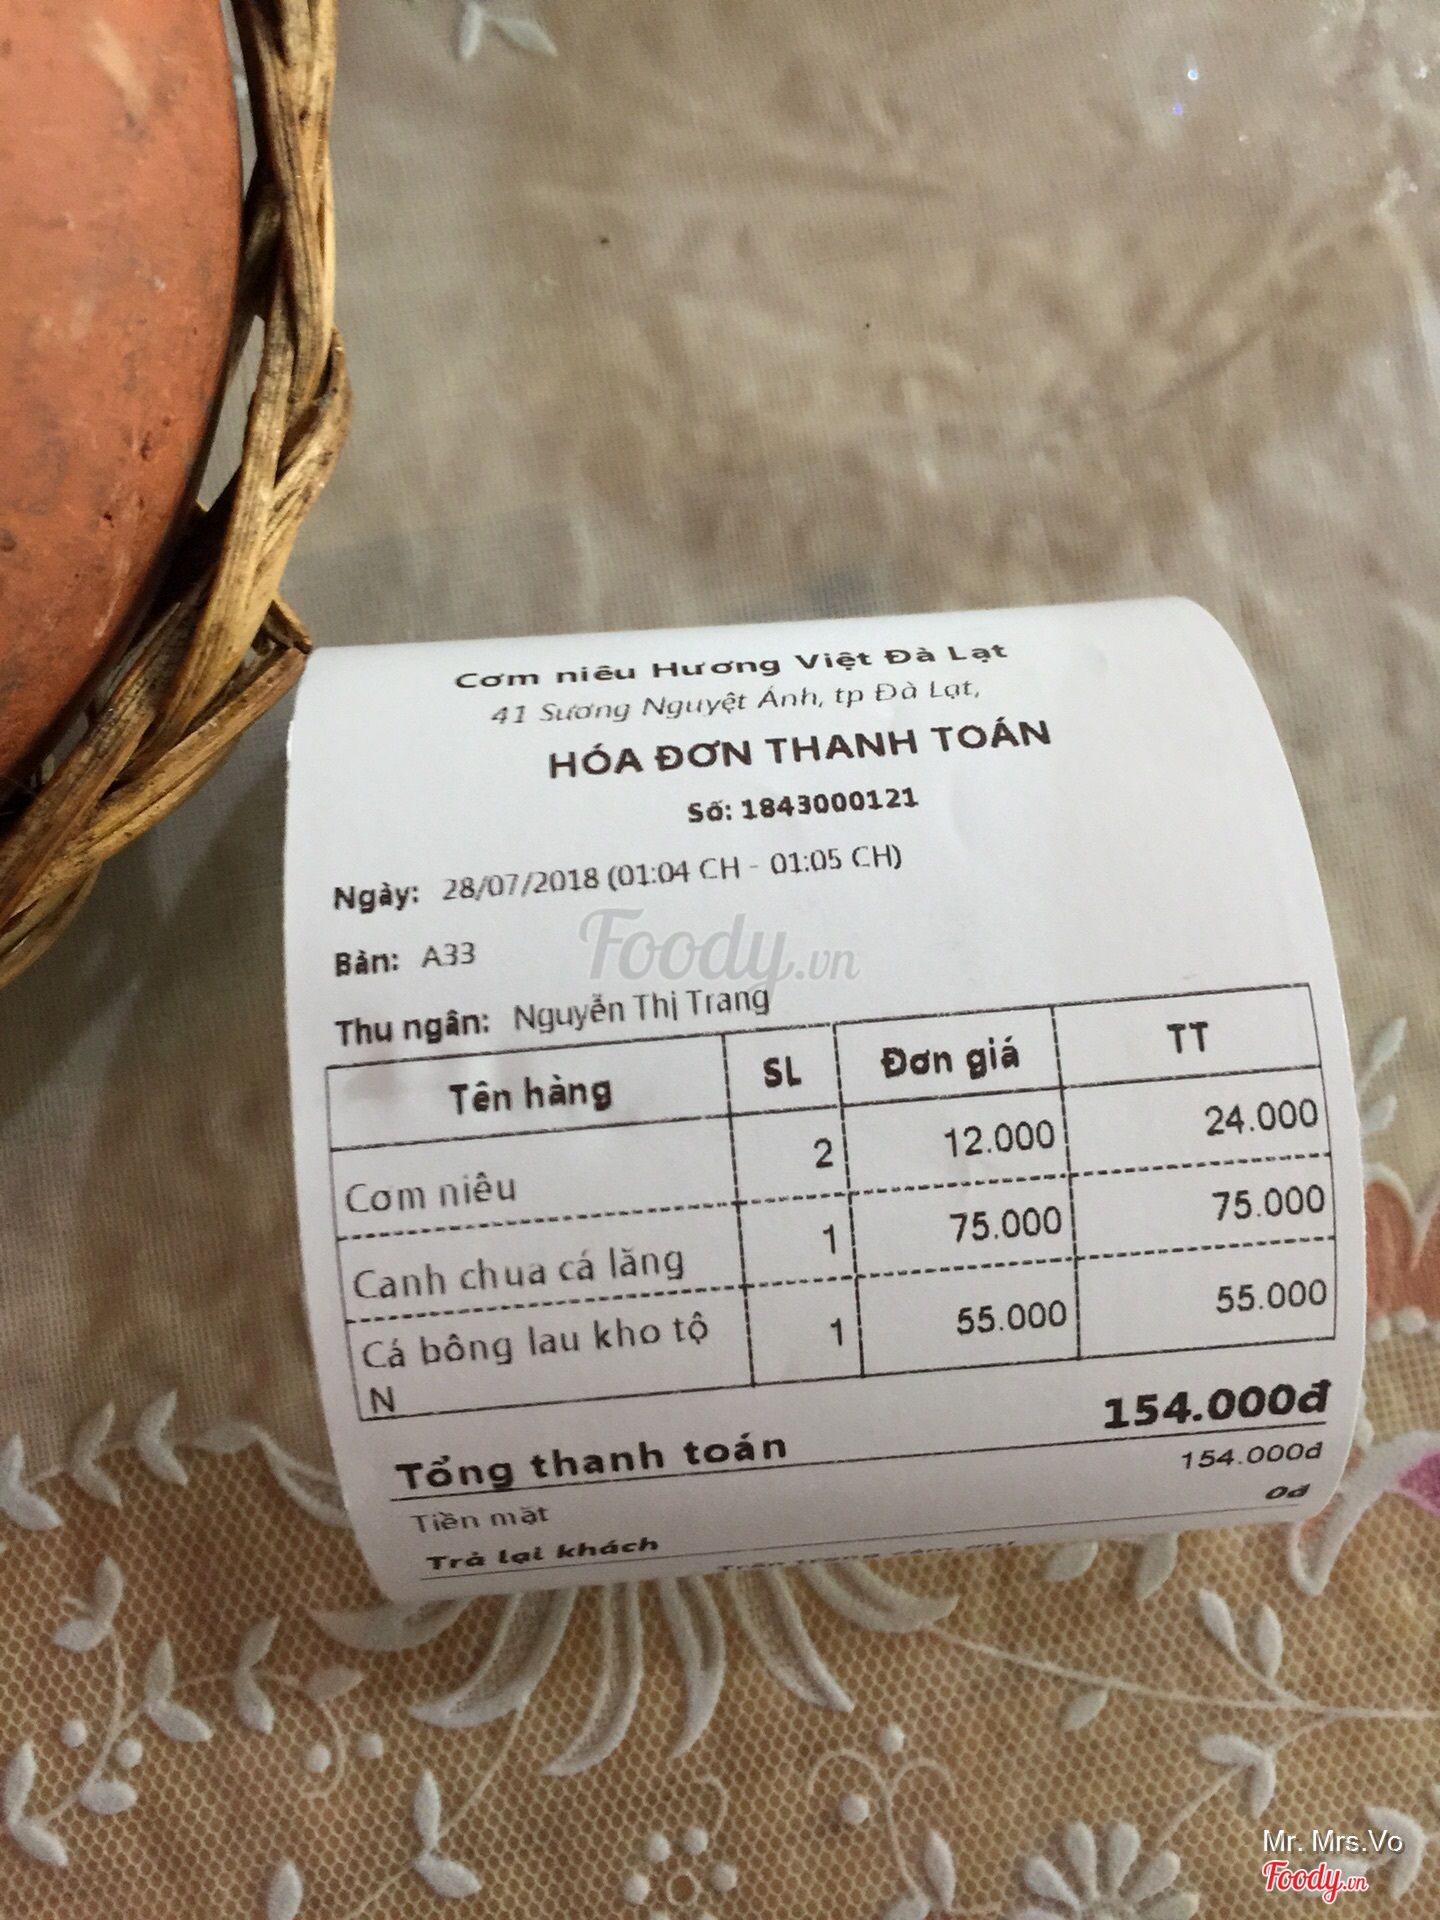 Cơm niêu Hương Việt Đà Lạt
41 Sương Nguyệt Ánh, tp Đà Lạt,
HÓA ĐƠN THANH TOÁN
Số: 1843000121
Ngày: 28/07/2018 (01:04 CH - 01:05 CH)
Bàn: A33
Foody.vn
Thu ngân: Nguyễn Thị Trang
Tên hàng SL Đơn giá TT
Cơm niêu 2 12.000 24.000
Canh chua cá lăng 1 75.000 75.000
Cá bông lau kho tộ 1 55.000 55.000
N
Tổng thanh toán 154.000đ
Tiền mặt 154.000đ
Trả lại khách 0đ
Trân trọng cảm ơn!
Mr. Mrs.Vo
Foody.vn